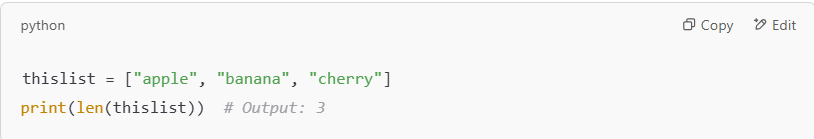 python Copy Edit
thislist = ["apple", "banana", "cherry"]
print(len(thislist))  # Output: 3